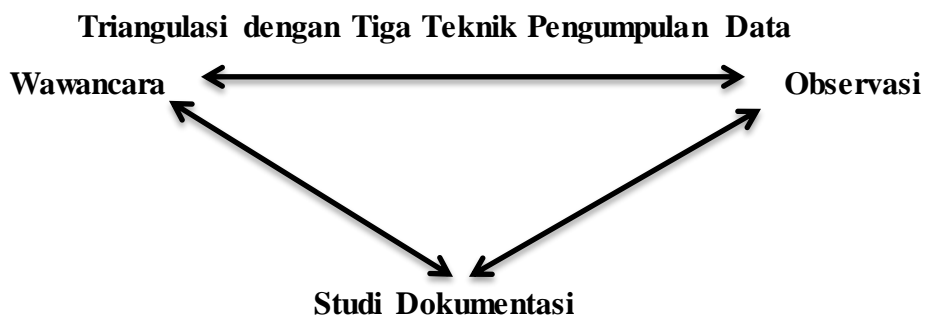 Triangulasi dengan Tiga Teknik Pengumpulan Data
Wawancara Observasi
Studi Dokumentasi